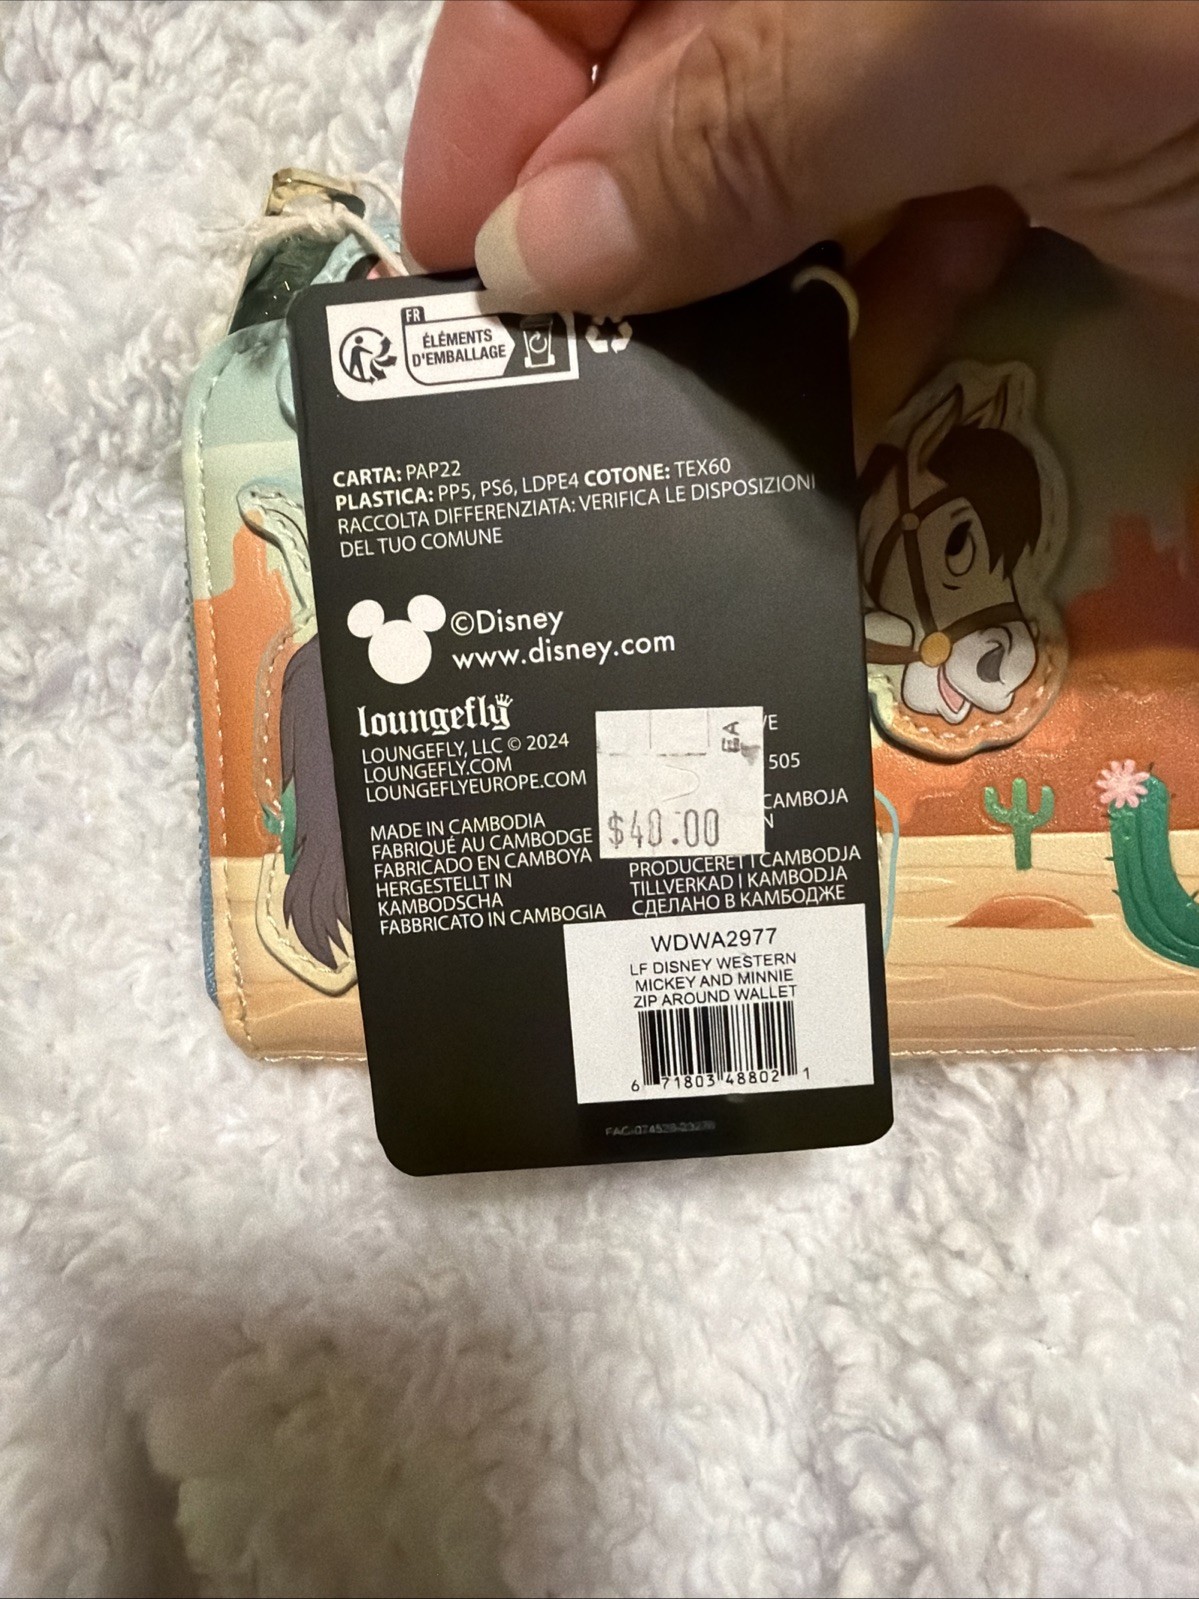 FR
ÉLÉMENTS
D'EMBALLAGE
CARTA: PAP22
PLASTICA: PP5, PS6, LDPE4 COTONE: TEX60
RACCOLTA DIFFERENZIATA: VERIFICA LE DISPOSIZIONI
DEL TUO COMUNE
©Disney
www.disney.com
loungefly
LOUNGEFLY, LLC © 2024
LOUNGEFLY.COM
LOUNGEFLYEUROPE.COM
MADE IN CAMBODIA
FABRIQUÉ AU CAMBODGE
FABRICADO EN CAMBOYA
HERGESTELLT IN
KAMBODSCHA
FABBRICATO IN CAMBOGIA
EA
VE
505
$40.00
CAMBOJA
N
PRODUCERET I CAMBODJA
TILLVERKAD I KAMBODJA
СДЕЛАНО В КАМБОДЖЕ
WDWA2977
LF DISNEY WESTERN
MICKEY AND MINNIE
ZIP AROUND WALLET
6 71803 48802 1